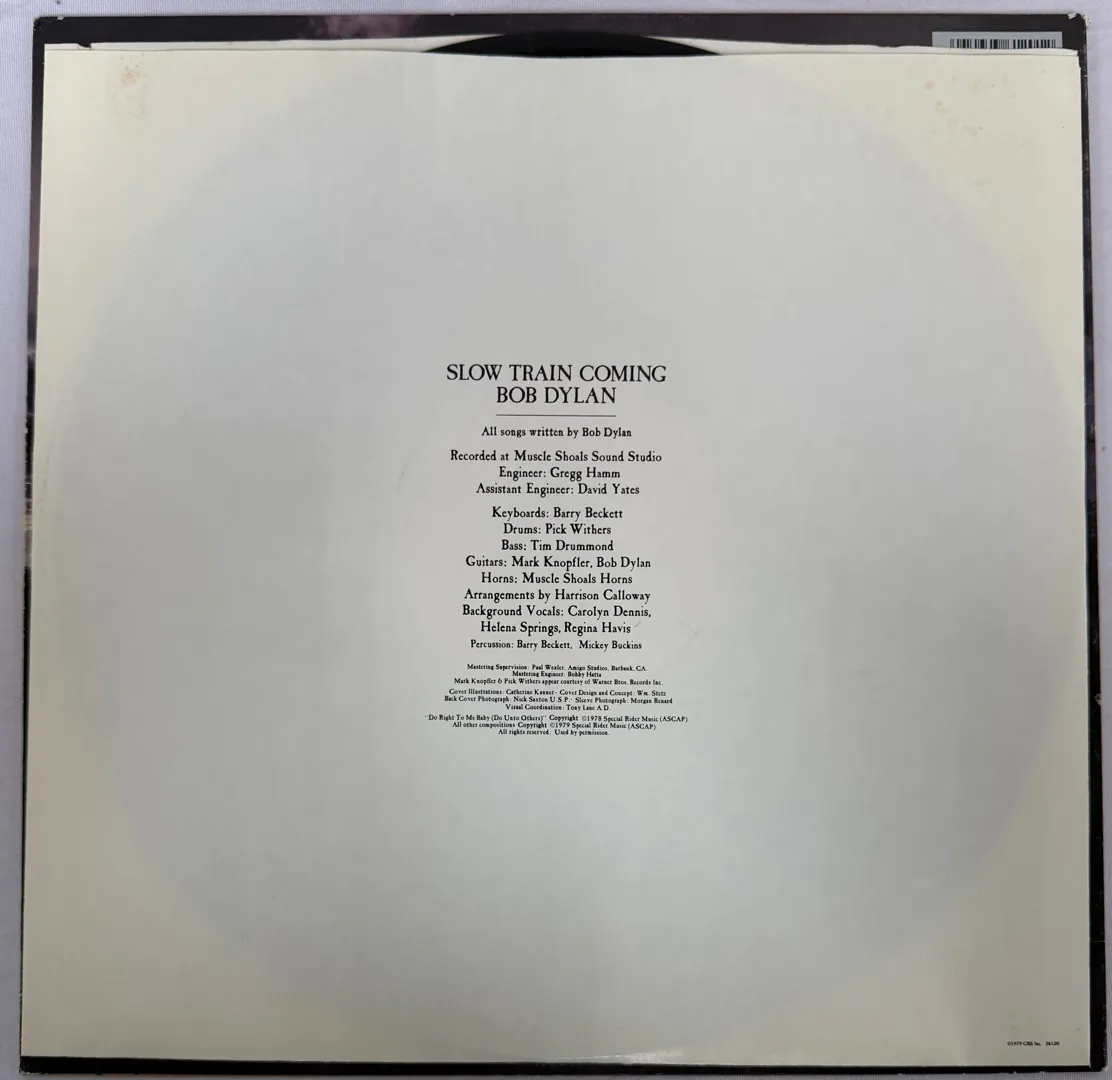 SLOW TRAIN COMING
BOB DYLAN
All songs written by Bob Dylan
Recorded at Muscle Shoals Sound Studio
Engineer: Gregg Hamm
Assistant Engineer: David Yates
Keyboards: Barry Beckett
Drums: Pick Withers
Bass: Tim Drummond
Guitars: Mark Knopfler, Bob Dylan
Horns: Muscle Shoals Horns
Arrangements by Harrison Calloway
Background Vocals: Carolyn Dennis,
Helena Springs, Regina Havis
Percussion: Barry Beckett, Mickey Buckins
Mastering Supervision: Paul Wexler, Amigo Studios, Burbank, CA.
Mastering Engineer: Bobby Hatta
Mark Knopfler & Pick Withers appear courtesy of Warner Bros. Records Inc.
Cover Illustrations: Catherine Kanner · Cover Design and Concept: Wm. Stetz
Back Cover Photograph: Nick Saxton U.S.P. · Sleeve Photograph: Morgan Renard
Visual Coordination: Tony Lane A.D.
"Do Right To Me Baby (Do Unto Others)" Copyright ©1978 Special Rider Music (ASCAP)
All other compositions Copyright ©1979 Special Rider Music (ASCAP)
All rights reserved. Used by permission.
©1979 CBS Inc. 36120